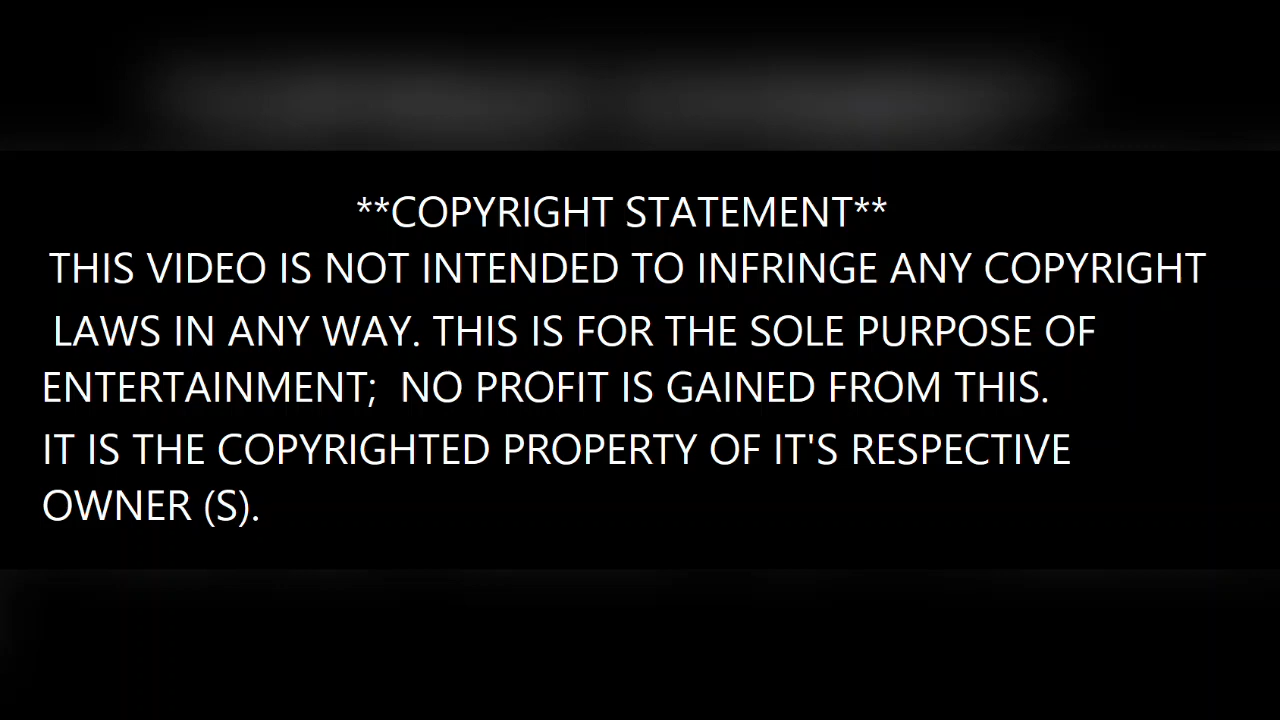 **COPYRIGHT STATEMENT**
THIS VIDEO IS NOT INTENDED TO INFRINGE ANY COPYRIGHT
LAWS IN ANY WAY. THIS IS FOR THE SOLE PURPOSE OF
ENTERTAINMENT;  NO PROFIT IS GAINED FROM THIS.
IT IS THE COPYRIGHTED PROPERTY OF IT'S RESPECTIVE
OWNER (S).